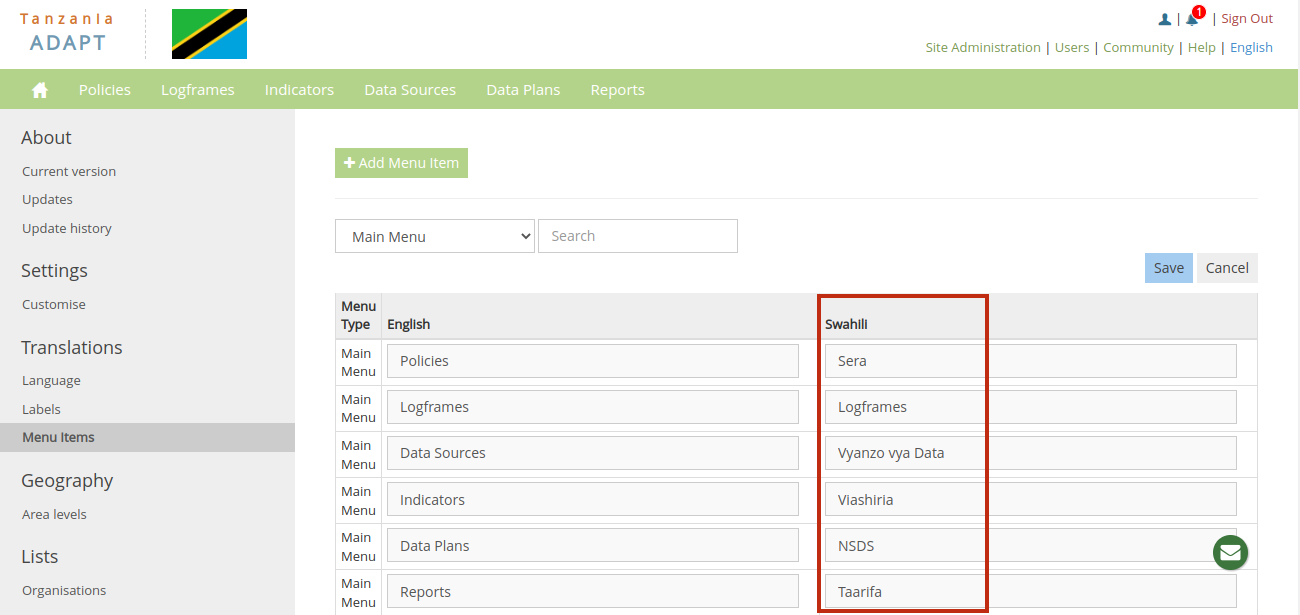 Tanzania
ADAPT
1
| | Sign Out
Site Administration | Users | Community | Help | English
Policies Logframes Indicators Data Sources Data Plans Reports
About
Current version
Updates
Update history
Settings
Customise
Translations
Language
Labels
Menu Items
Geography
Area levels
Lists
Organisations
+ Add Menu Item
Main Menu Search
Save Cancel
Menu Type English Swahili
Main Menu Policies Sera
Main Menu Logframes Logframes
Main Menu Data Sources Vyanzo vya Data
Main Menu Indicators Viashiria
Main Menu Data Plans NSDS
Main Menu Reports Taarifa